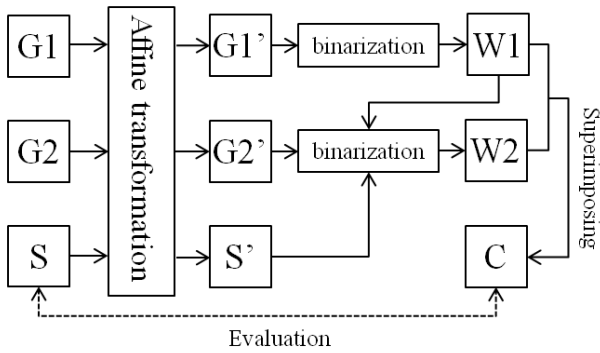 G1
Affine transformation
G1’
binarization
W1
G2
G2’
binarization
W2
Superimposing
S
S’
C
Evaluation